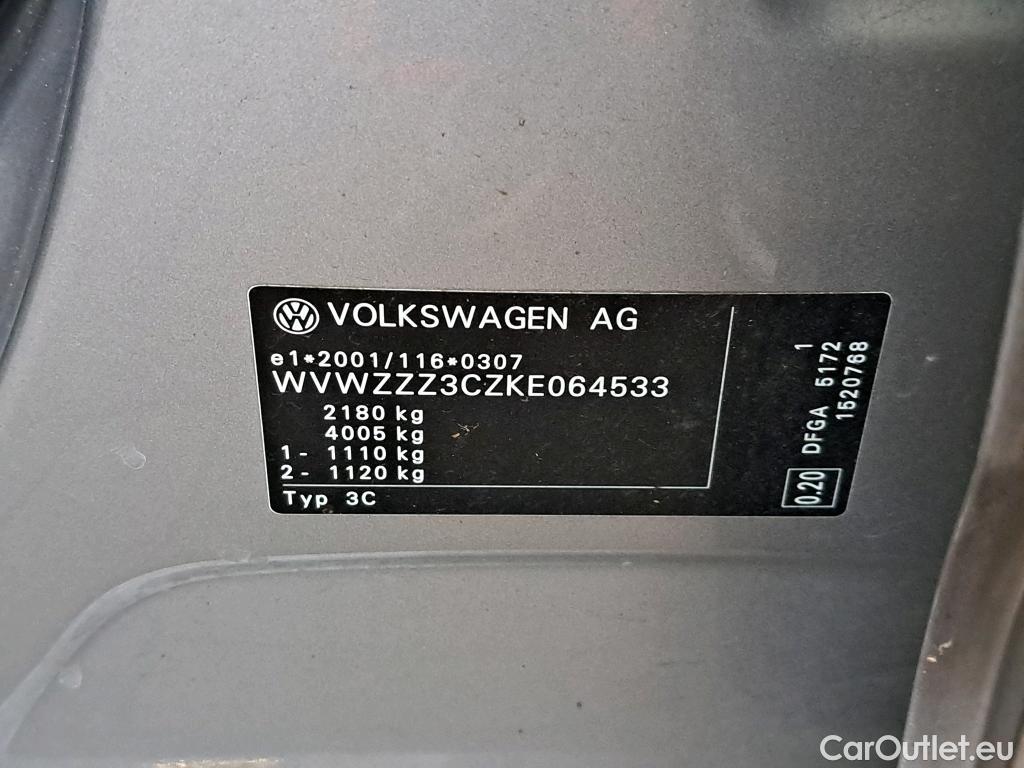 VOLKSWAGEN AG
e1*2001/116*0307
WVWZZZ3CZKE064533
2180 kg
4005 kg
1 - 1110 kg
2 - 1120 kg
Typ 3C
1
0.20 DFGA 5172
1520768
CarOutlet.eu